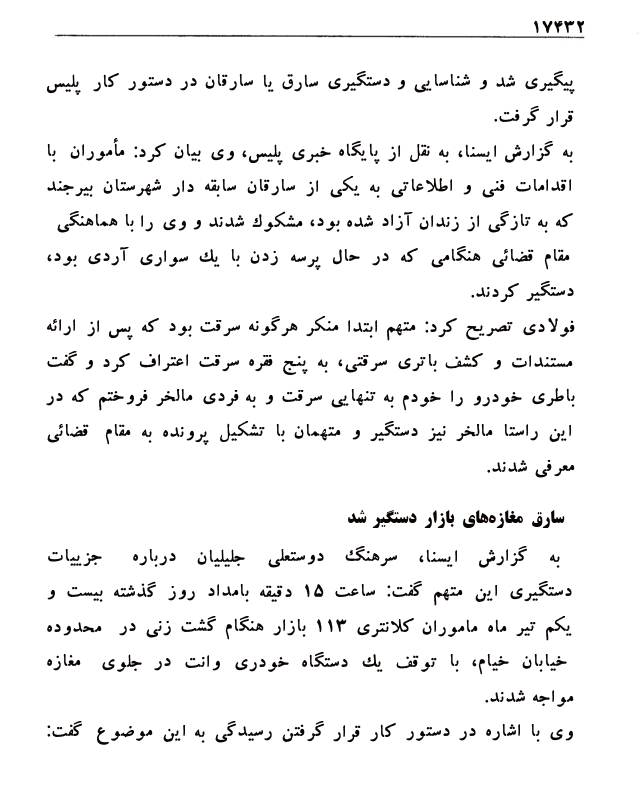 ۱۷۴۳۲
پیگیری شد و شناسایی و دستگیری سارق یا سارقان در دستور کار پلیس
قرار گرفت.
به گزارش ایسنا، به نقل از پایگاه خبری پلیس، وی بیان کرد: مأموران با
اقدامات فنی و اطلاعاتی به یکی از سارقان سابقه دار شهرستان بیرجند
که به تازگی از زندان آزاد شده بود، مشکوك شدند و وی را با هماهنگی
مقام قضائی هنگامی که در حال پرسه زدن با یك سواری آردی بود،
دستگیر کردند.
فولادی تصریح کرد: متهم ابتدا منکر هرگونه سرقت بود که پس از ارائه
مستندات و کشف باتری سرقتی، به پنج فقره سرقت اعتراف کرد و گفت
باطری خودرو را خودم به تنهایی سرقت و به فردی مالخر فروختم که در
این راستا مالخر نیز دستگیر و متهمان با تشکیل پرونده به مقام قضائی
معرفی شدند.
سارق مغازه‌های بازار دستگیر شد
به گزارش ایسنا، سرهنگ دوستعلی جلیلیان درباره جزییات
دستگیری این متهم گفت: ساعت ۱۵ دقیقه بامداد روز گذشته بیست و
یکم تیر ماه ماموران کلانتری ۱۱۳ بازار هنگام گشت زنی در محدوده
خیابان خیام، با توقف یك دستگاه خودری وانت در جلوی مغازه
مواجه شدند.
وی با اشاره در دستور کار قرار گرفتن رسیدگی به این موضوع گفت: